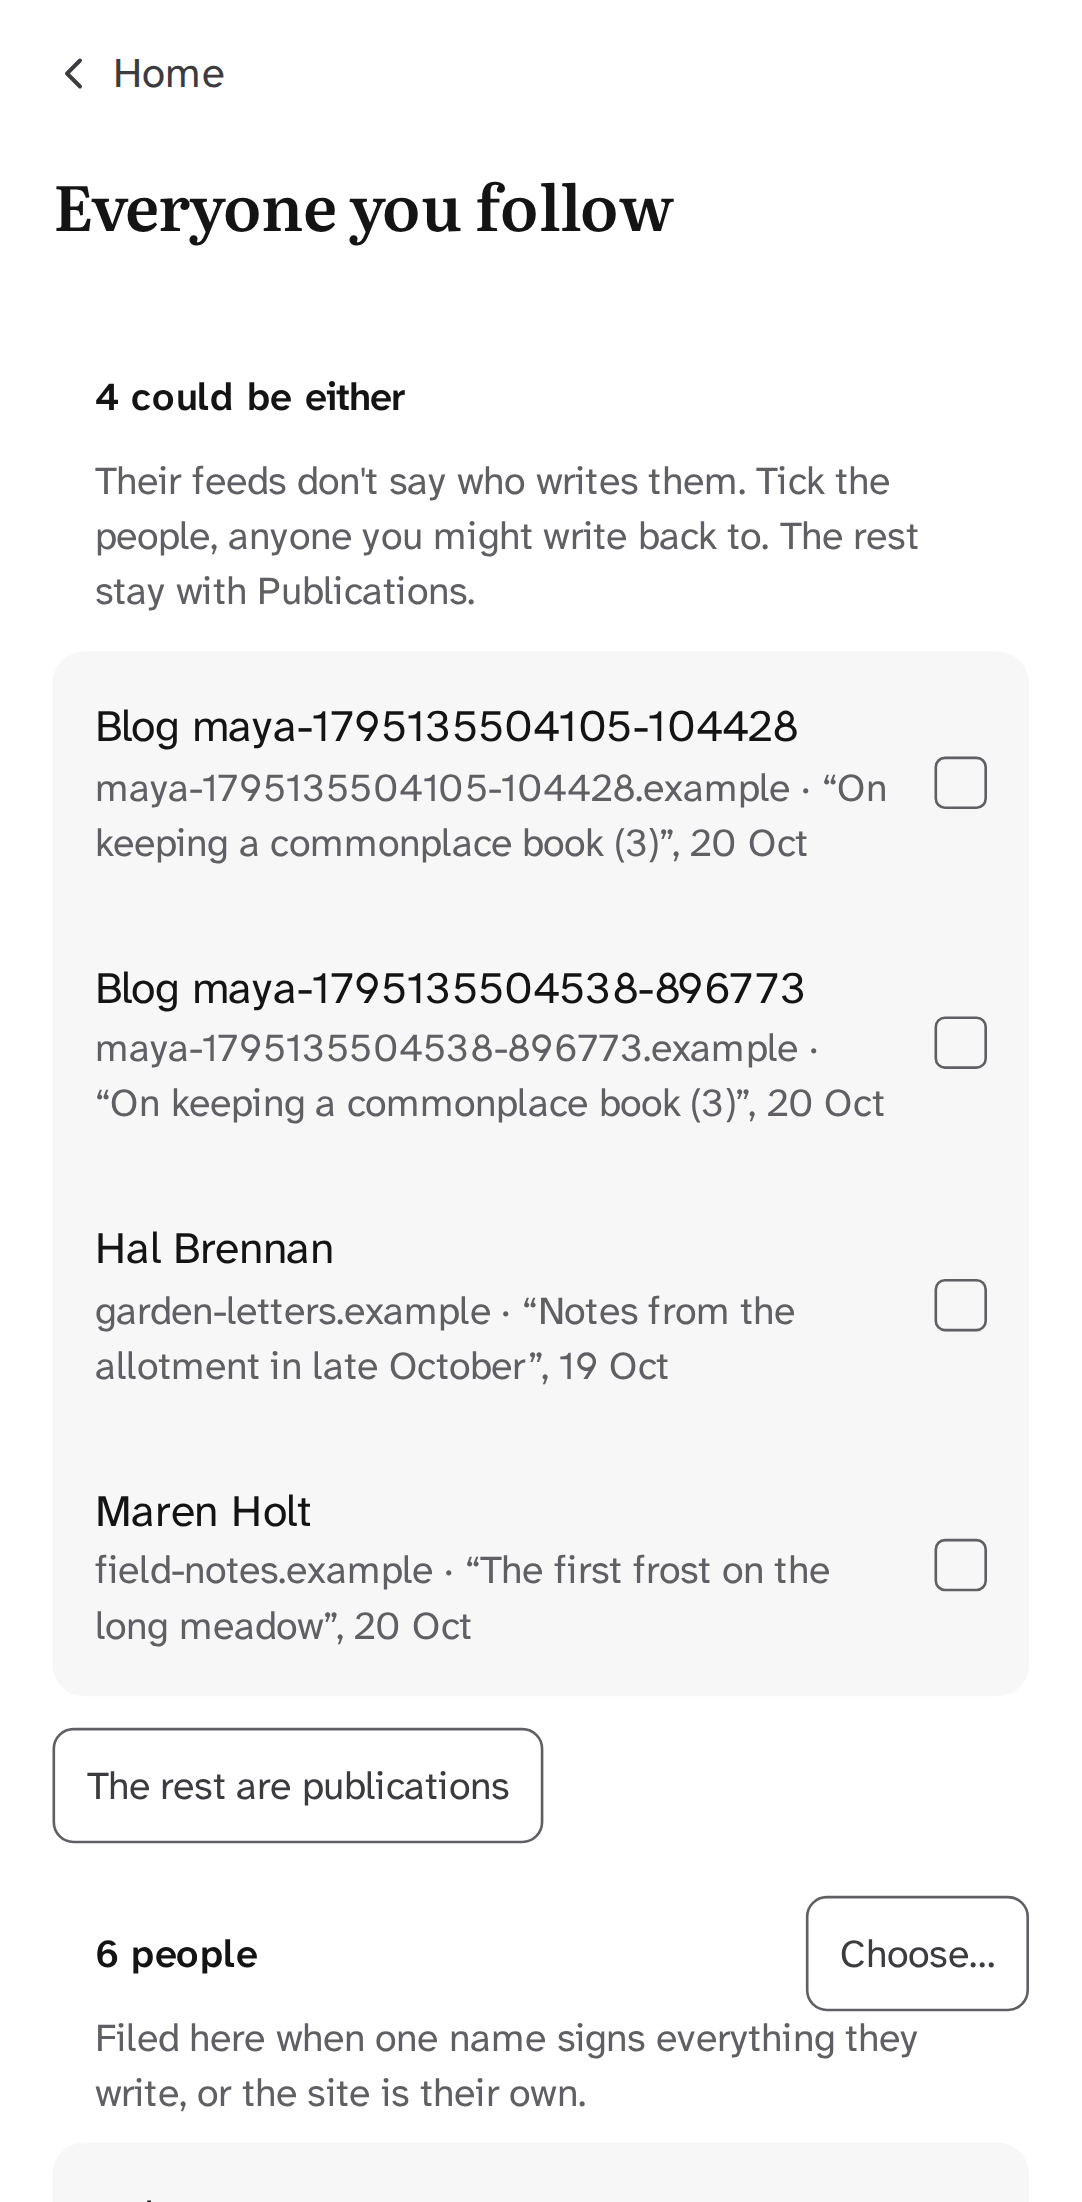 Home
Everyone you follow
4 could be either
Their feeds don't say who writes them. Tick the
people, anyone you might write back to. The rest
stay with Publications.
Blog maya-1795135504105-104428
maya-1795135504105-104428.example · “On
keeping a commonplace book (3)”, 20 Oct
Blog maya-1795135504538-896773
maya-1795135504538-896773.example ·
“On keeping a commonplace book (3)”, 20 Oct
Hal Brennan
garden-letters.example · “Notes from the
allotment in late October”, 19 Oct
Maren Holt
field-notes.example · “The first frost on the
long meadow”, 20 Oct
The rest are publications
6 people
Choose...
Filed here when one name signs everything they
write, or the site is their own.